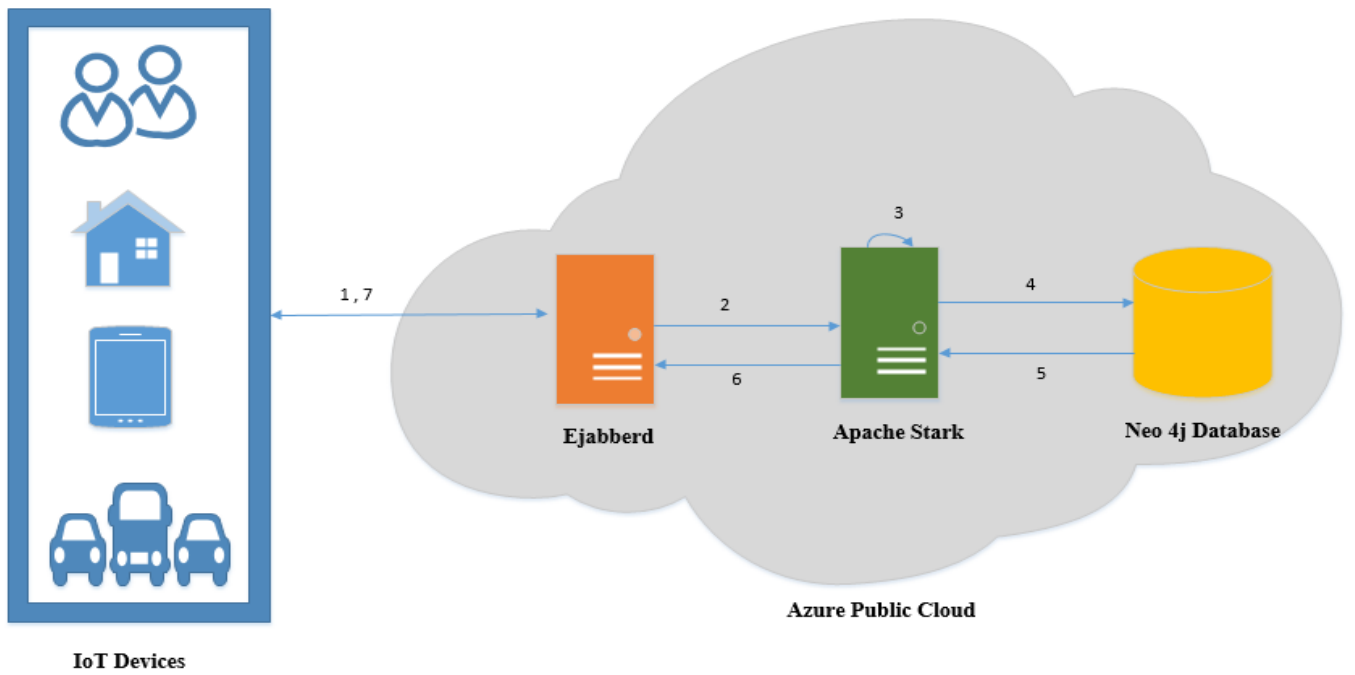 3
1,7
2
4
6
5
Ejabberd
Apache Stark
Neo 4j Database
Azure Public Cloud
IoT Devices